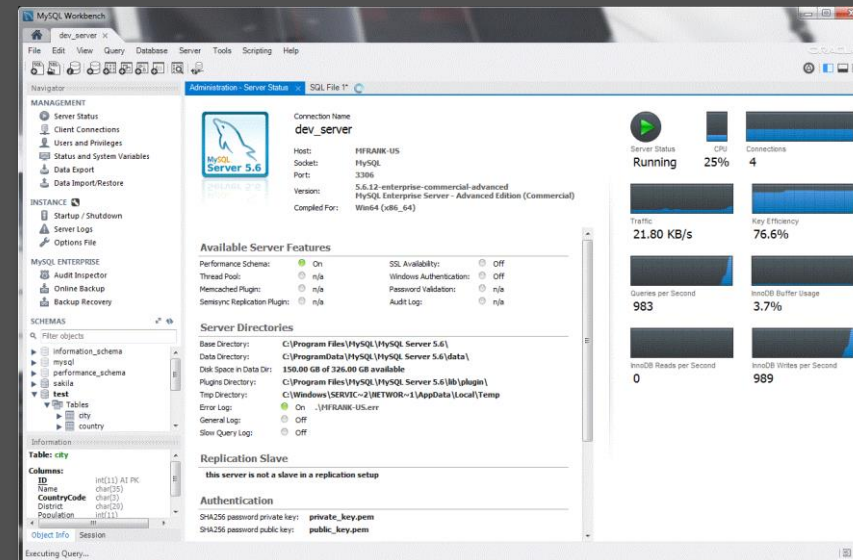 MySQL Workbench
dev_server ×
File Edit View Query Database Server Tools Scripting Help
ORACLE
Navigator
MANAGEMENT
Server Status
Client Connections
Users and Privileges
Status and System Variables
Data Export
Data Import/Restore
INSTANCE
Startup / Shutdown
Server Logs
Options File
MySQL ENTERPRISE
Audit Inspector
Online Backup
Backup Recovery
SCHEMAS
Filter objects
information_schema
mysql
performance_schema
sakila
test
Tables
city
country
Information
Table: city
Columns:
ID int(11) AI PK
Name char(35)
CountryCode char(3)
District char(20)
Population int(11)
Object Info Session
Executing Query...
Administration - Server Status × SQL File 1*
MySQL
Server 5.6
Connection Name
dev_server
Host: MFRANK-US
Socket: MySQL
Port: 3306
Version: 5.6.12-enterprise-commercial-advanced
MySQL Enterprise Server - Advanced Edition (Commercial)
Compiled For: Win64 (x86_64)
Available Server Features
Performance Schema: On SSL Availability: Off
Thread Pool: n/a Windows Authentication: Off
Memcached Plugin: n/a Password Validation: n/a
Semisync Replication Plugin: n/a Audit Log: n/a
Server Directories
Base Directory: C:\Program Files\MySQL\MySQL Server 5.6\
Data Directory: C:\ProgramData\MySQL\MySQL Server 5.6\data\
Disk Space in Data Dir: 150.00 GB of 326.00 GB available
Plugins Directory: C:\Program Files\MySQL\MySQL Server 5.6\lib\plugin\
Tmp Directory: C:\Windows\SERVIC~2\NETWOR~1\AppData\Local\Temp
Error Log: On .\MFRANK-US.err
General Log: Off
Slow Query Log: Off
Replication Slave
this server is not a slave in a replication setup
Authentication
SHA256 password private key: private_key.pem
SHA256 password public key: public_key.pem
Server Status CPU Connections
Running 25% 4
Traffic Key Efficiency
21.80 KB/s 76.6%
Queries per Second InnoDB Buffer Usage
983 3.7%
InnoDB Reads per Second InnoDB Writes per Second
0 989